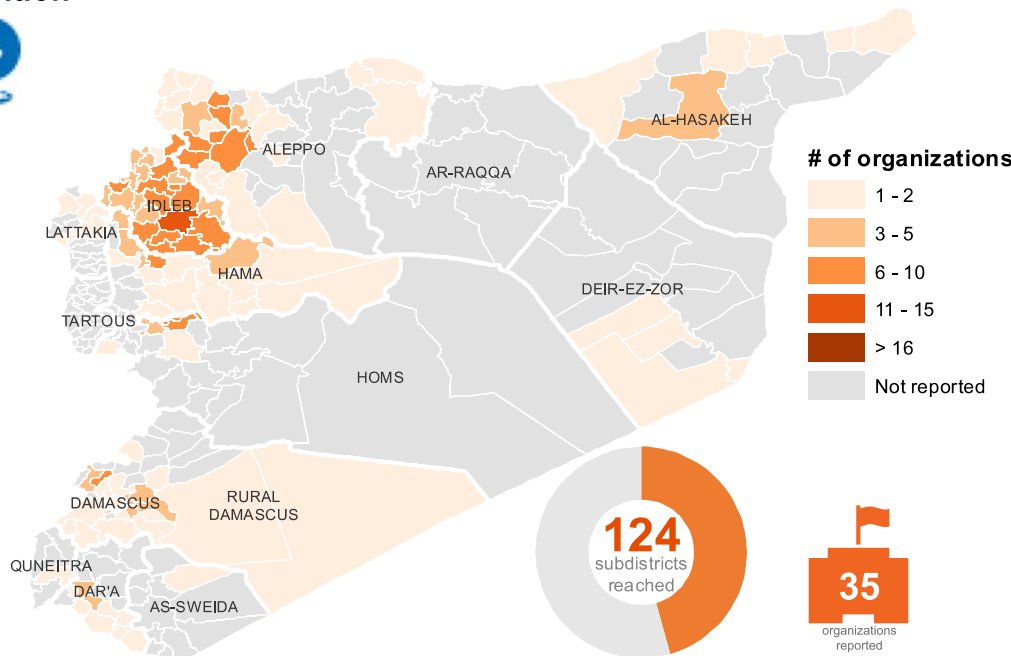 ALEPPO
AL-HASAKEH
AR-RAQQA
IDLEB
LATTAKIA
HAMA
DEIR-EZ-ZOR
TARTOUS
HOMS
DAMASCUS
RURAL
DAMASCUS
QUNEITRA
DAR'A
AS-SWEIDA
# of organizations
1 - 2
3 - 5
6 - 10
11 - 15
> 16
Not reported
124
subdistricts
reached
35
organizations
reported